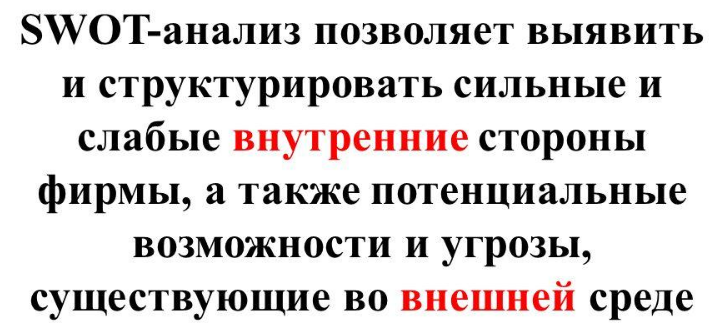 SWOT-анализ позволяет выявить
и структурировать сильные и
слабые внутренние стороны
фирмы, а также потенциальные
возможности и угрозы,
существующие во внешней среде